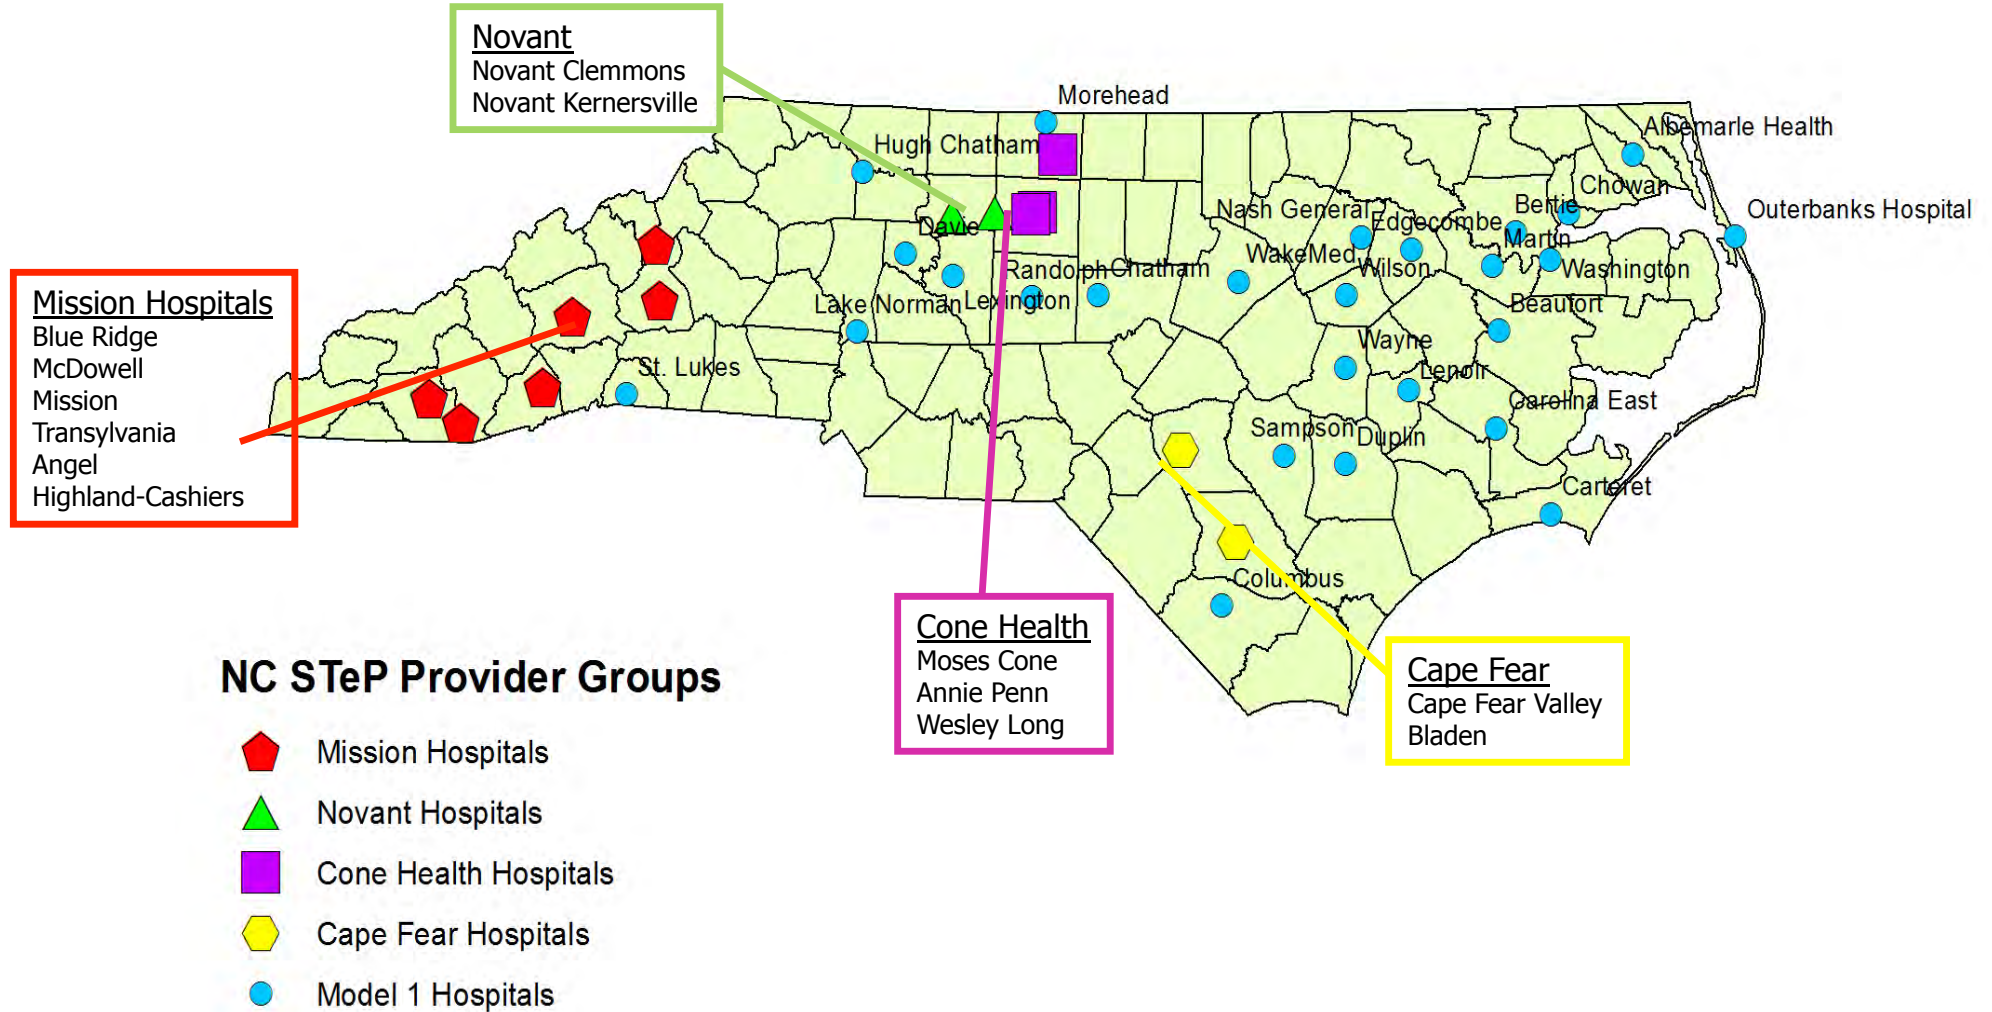 Novant
Novant Clemmons
Novant Kernersville
Morehead
Albemarle Health
Hugh Chatham
Chowan
Bertie
Outerbanks Hospital
Nash General
Edgecombe
Davie
Martin
WakeMed
Wilson
Washington
Randolph
Chatham
Lake Norman
Lexington
Beaufort
Mission Hospitals
Blue Ridge
McDowell
Mission
Transylvania
Angel
Highland-Cashiers
Wayne
St. Lukes
Lenoir
Carolina East
Sampson
Duplin
Carteret
Columbus
Cone Health
Moses Cone
Annie Penn
Wesley Long
Cape Fear
Cape Fear Valley
Bladen
NC STeP Provider Groups
Mission Hospitals
Novant Hospitals
Cone Health Hospitals
Cape Fear Hospitals
Model 1 Hospitals